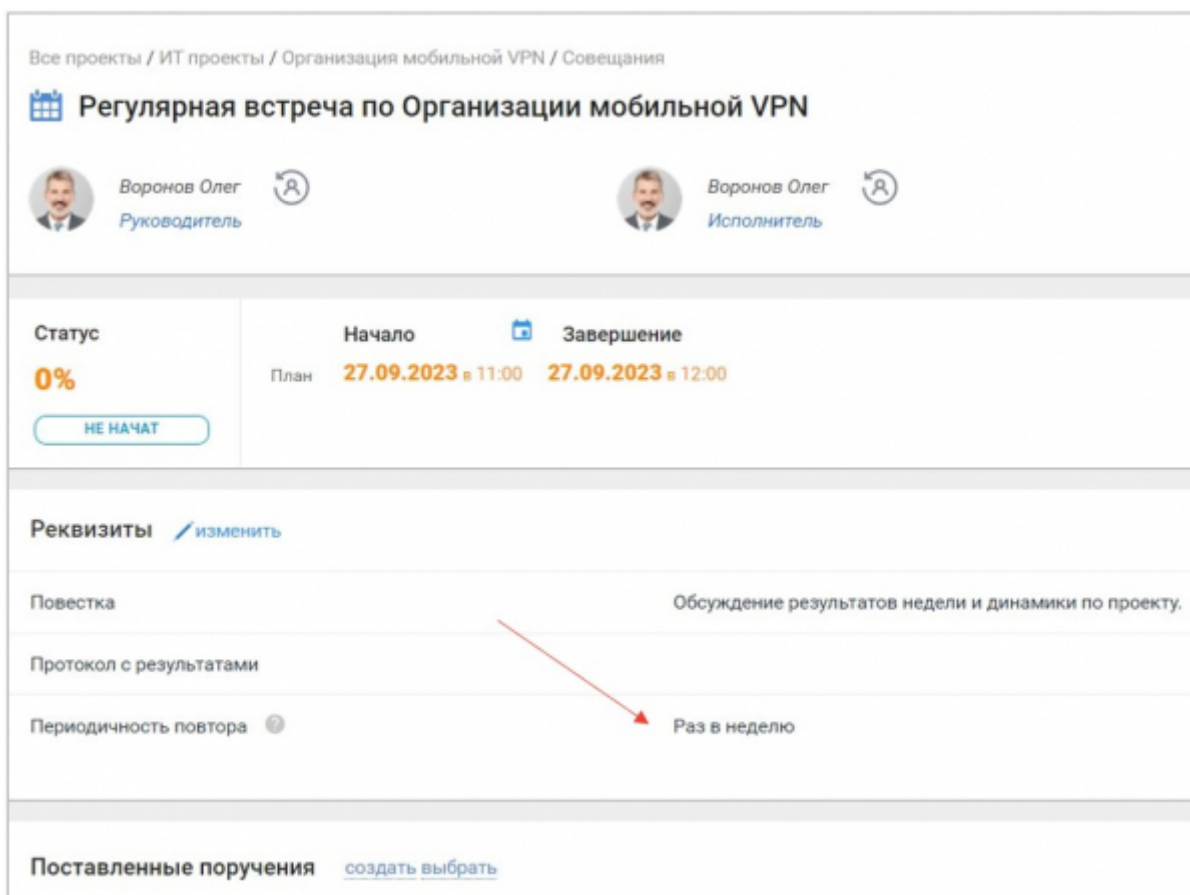 Все проекты / ИТ проекты / Организация мобильной VPN / Совещания
Регулярная встреча по Организации мобильной VPN
Воронов Олег
Руководитель
Воронов Олег
Исполнитель
Статус
0%
НЕ НАЧАТ
Начало Завершение
План 27.09.2023 в 11:00 27.09.2023 в 12:00
Реквизиты изменить
Повестка Обсуждение результатов недели и динамики по проекту.
Протокол с результатами
Периодичность повтора ? Раз в неделю
Поставленные поручения создать выбрать